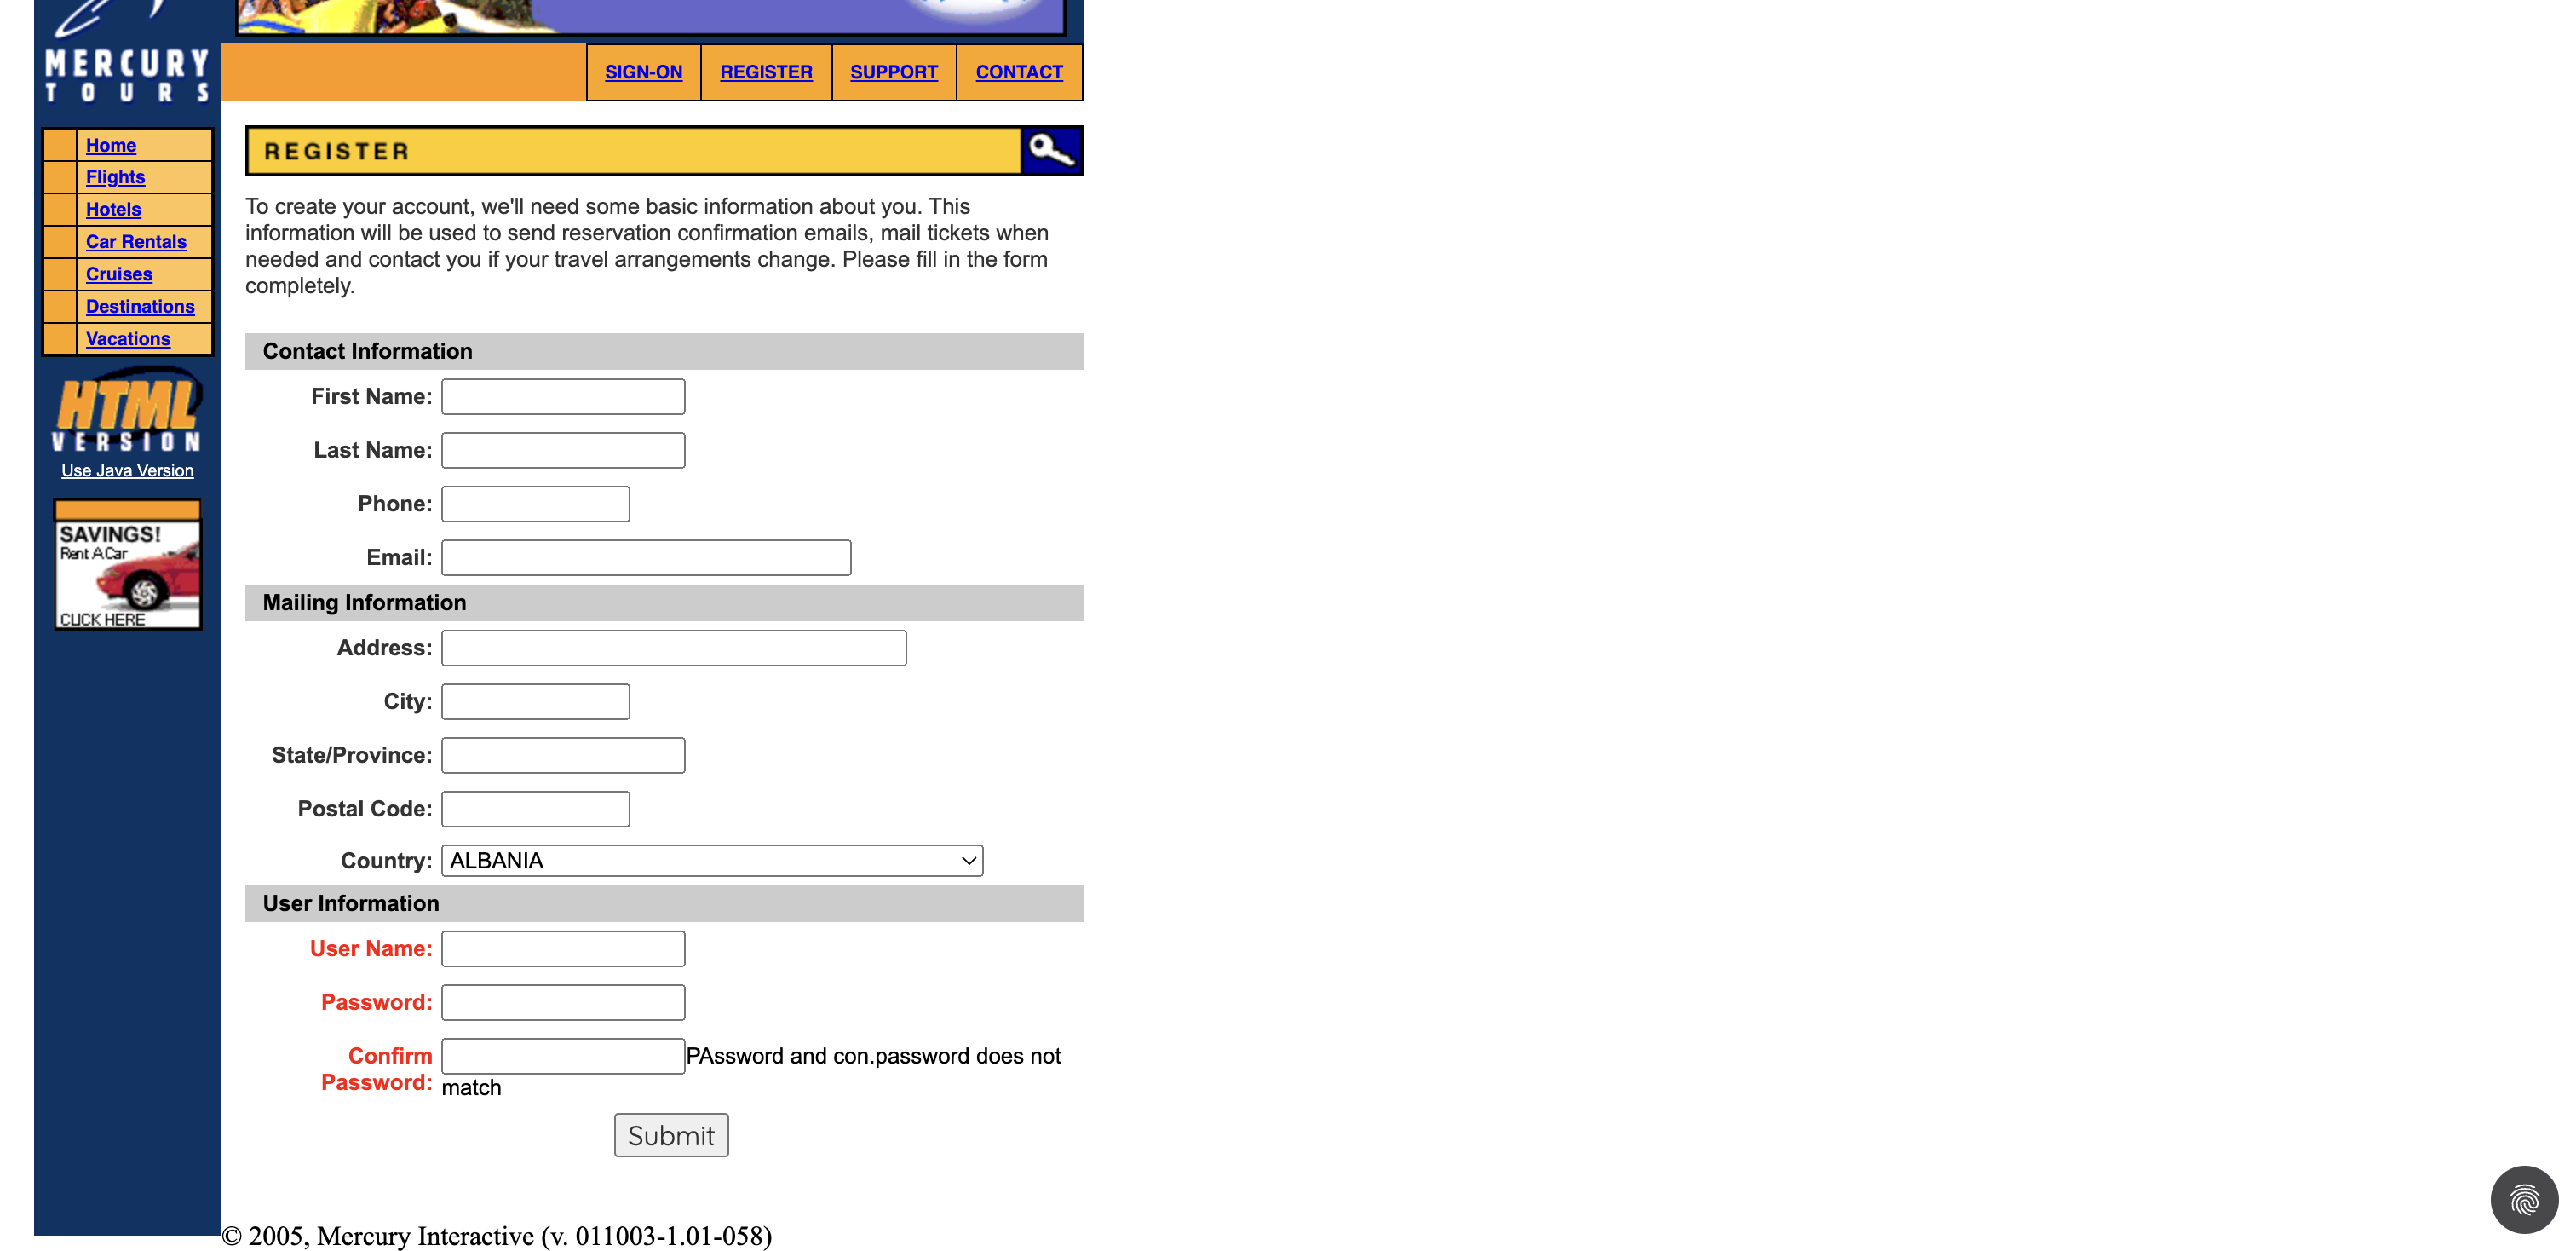 MERCURY
TOURS
SIGN-ON REGISTER SUPPORT CONTACT
Home
Flights
Hotels
Car Rentals
Cruises
Destinations
Vacations
HTML
VERSION
Use Java Version
SAVINGS!
Rent A Car
CLICK HERE
REGISTER
To create your account, we'll need some basic information about you. This
information will be used to send reservation confirmation emails, mail tickets when
needed and contact you if your travel arrangements change. Please fill in the form
completely.
Contact Information
First Name:
Last Name:
Phone:
Email:
Mailing Information
Address:
City:
State/Province:
Postal Code:
Country: ALBANIA
User Information
User Name:
Password:
Confirm PAssword and con.password does not
Password: match
Submit
© 2005, Mercury Interactive (v. 011003-1.01-058)